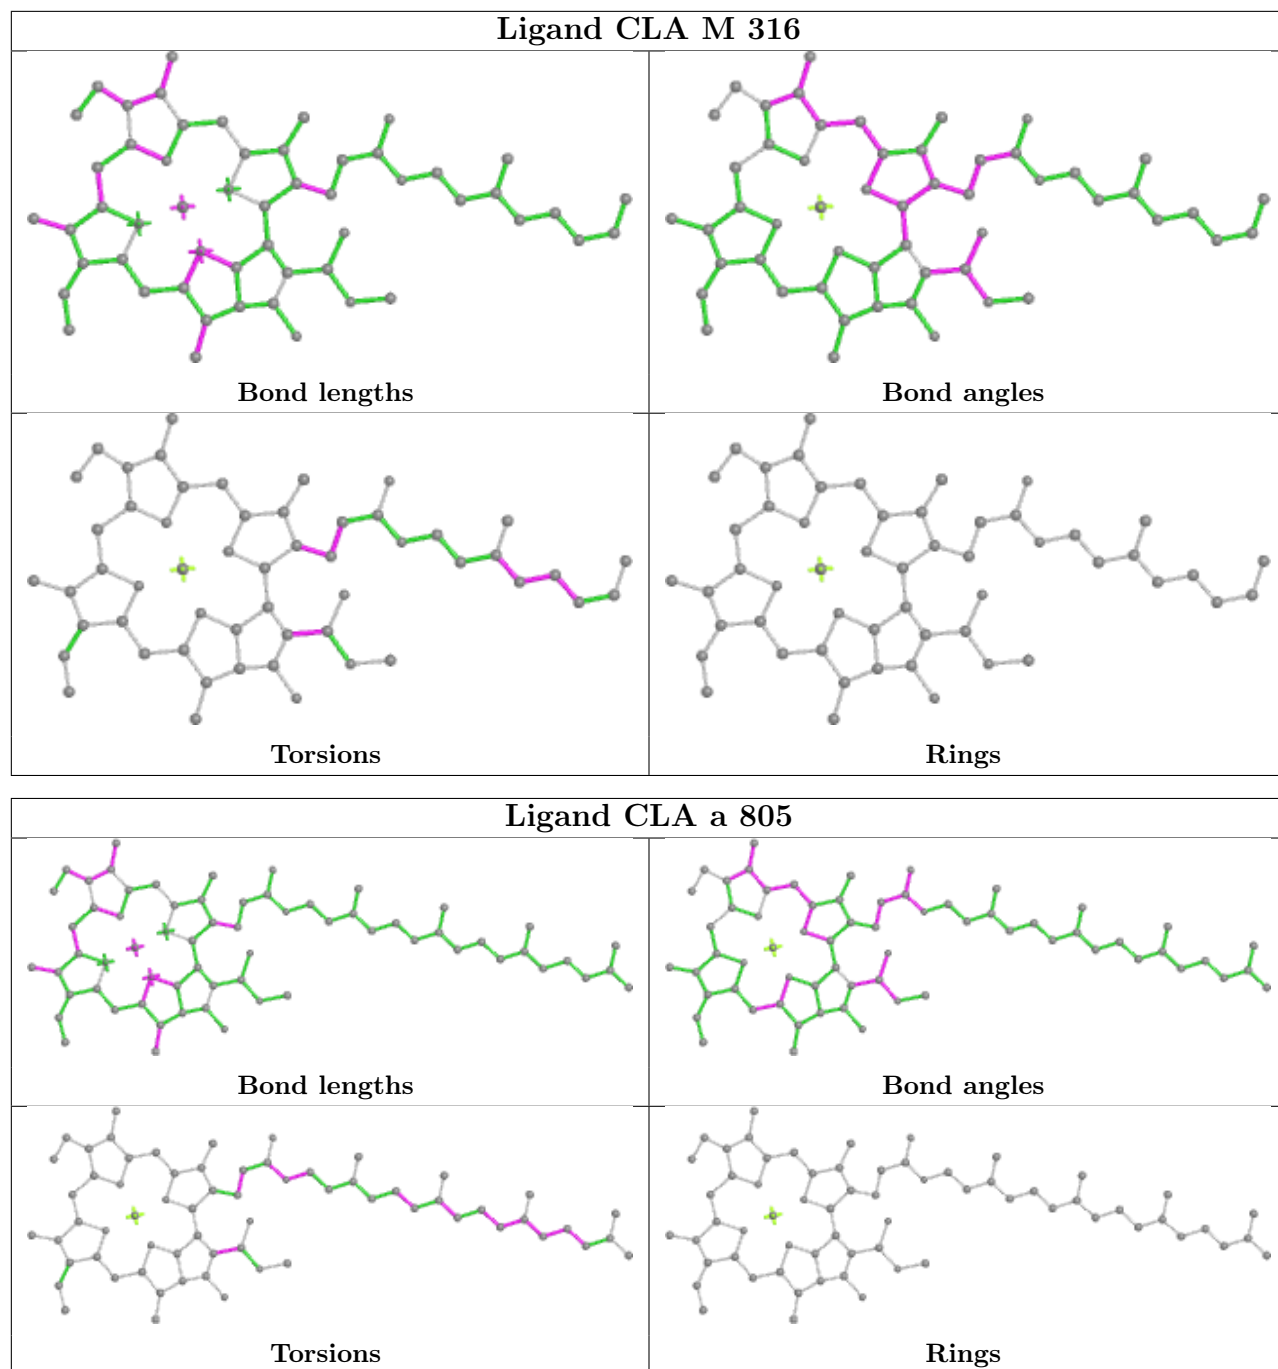 Ligand CLA M 316
Bond lengths
Bond angles
Torsions
Rings
Ligand CLA a 805
Bond lengths
Bond angles
Torsions
Rings